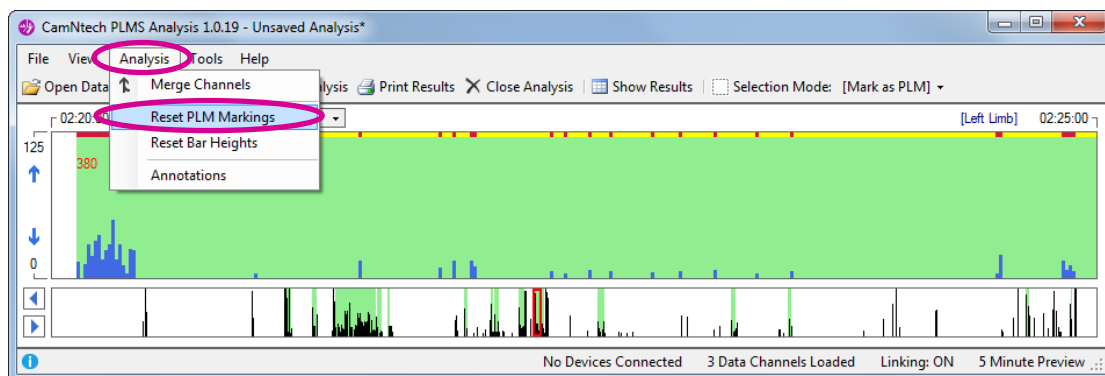 CamNtech PLMS Analysis 1.0.19 - Unsaved Analysis*
File View Analysis Tools Help
Open Data lysis Print Results Close Analysis Show Results Selection Mode: [Mark as PLM]
Merge Channels
Reset PLM Markings
Reset Bar Heights
Annotations
[Left Limb] 02:25:00
125
380
0
No Devices Connected 3 Data Channels Loaded Linking: ON 5 Minute Preview